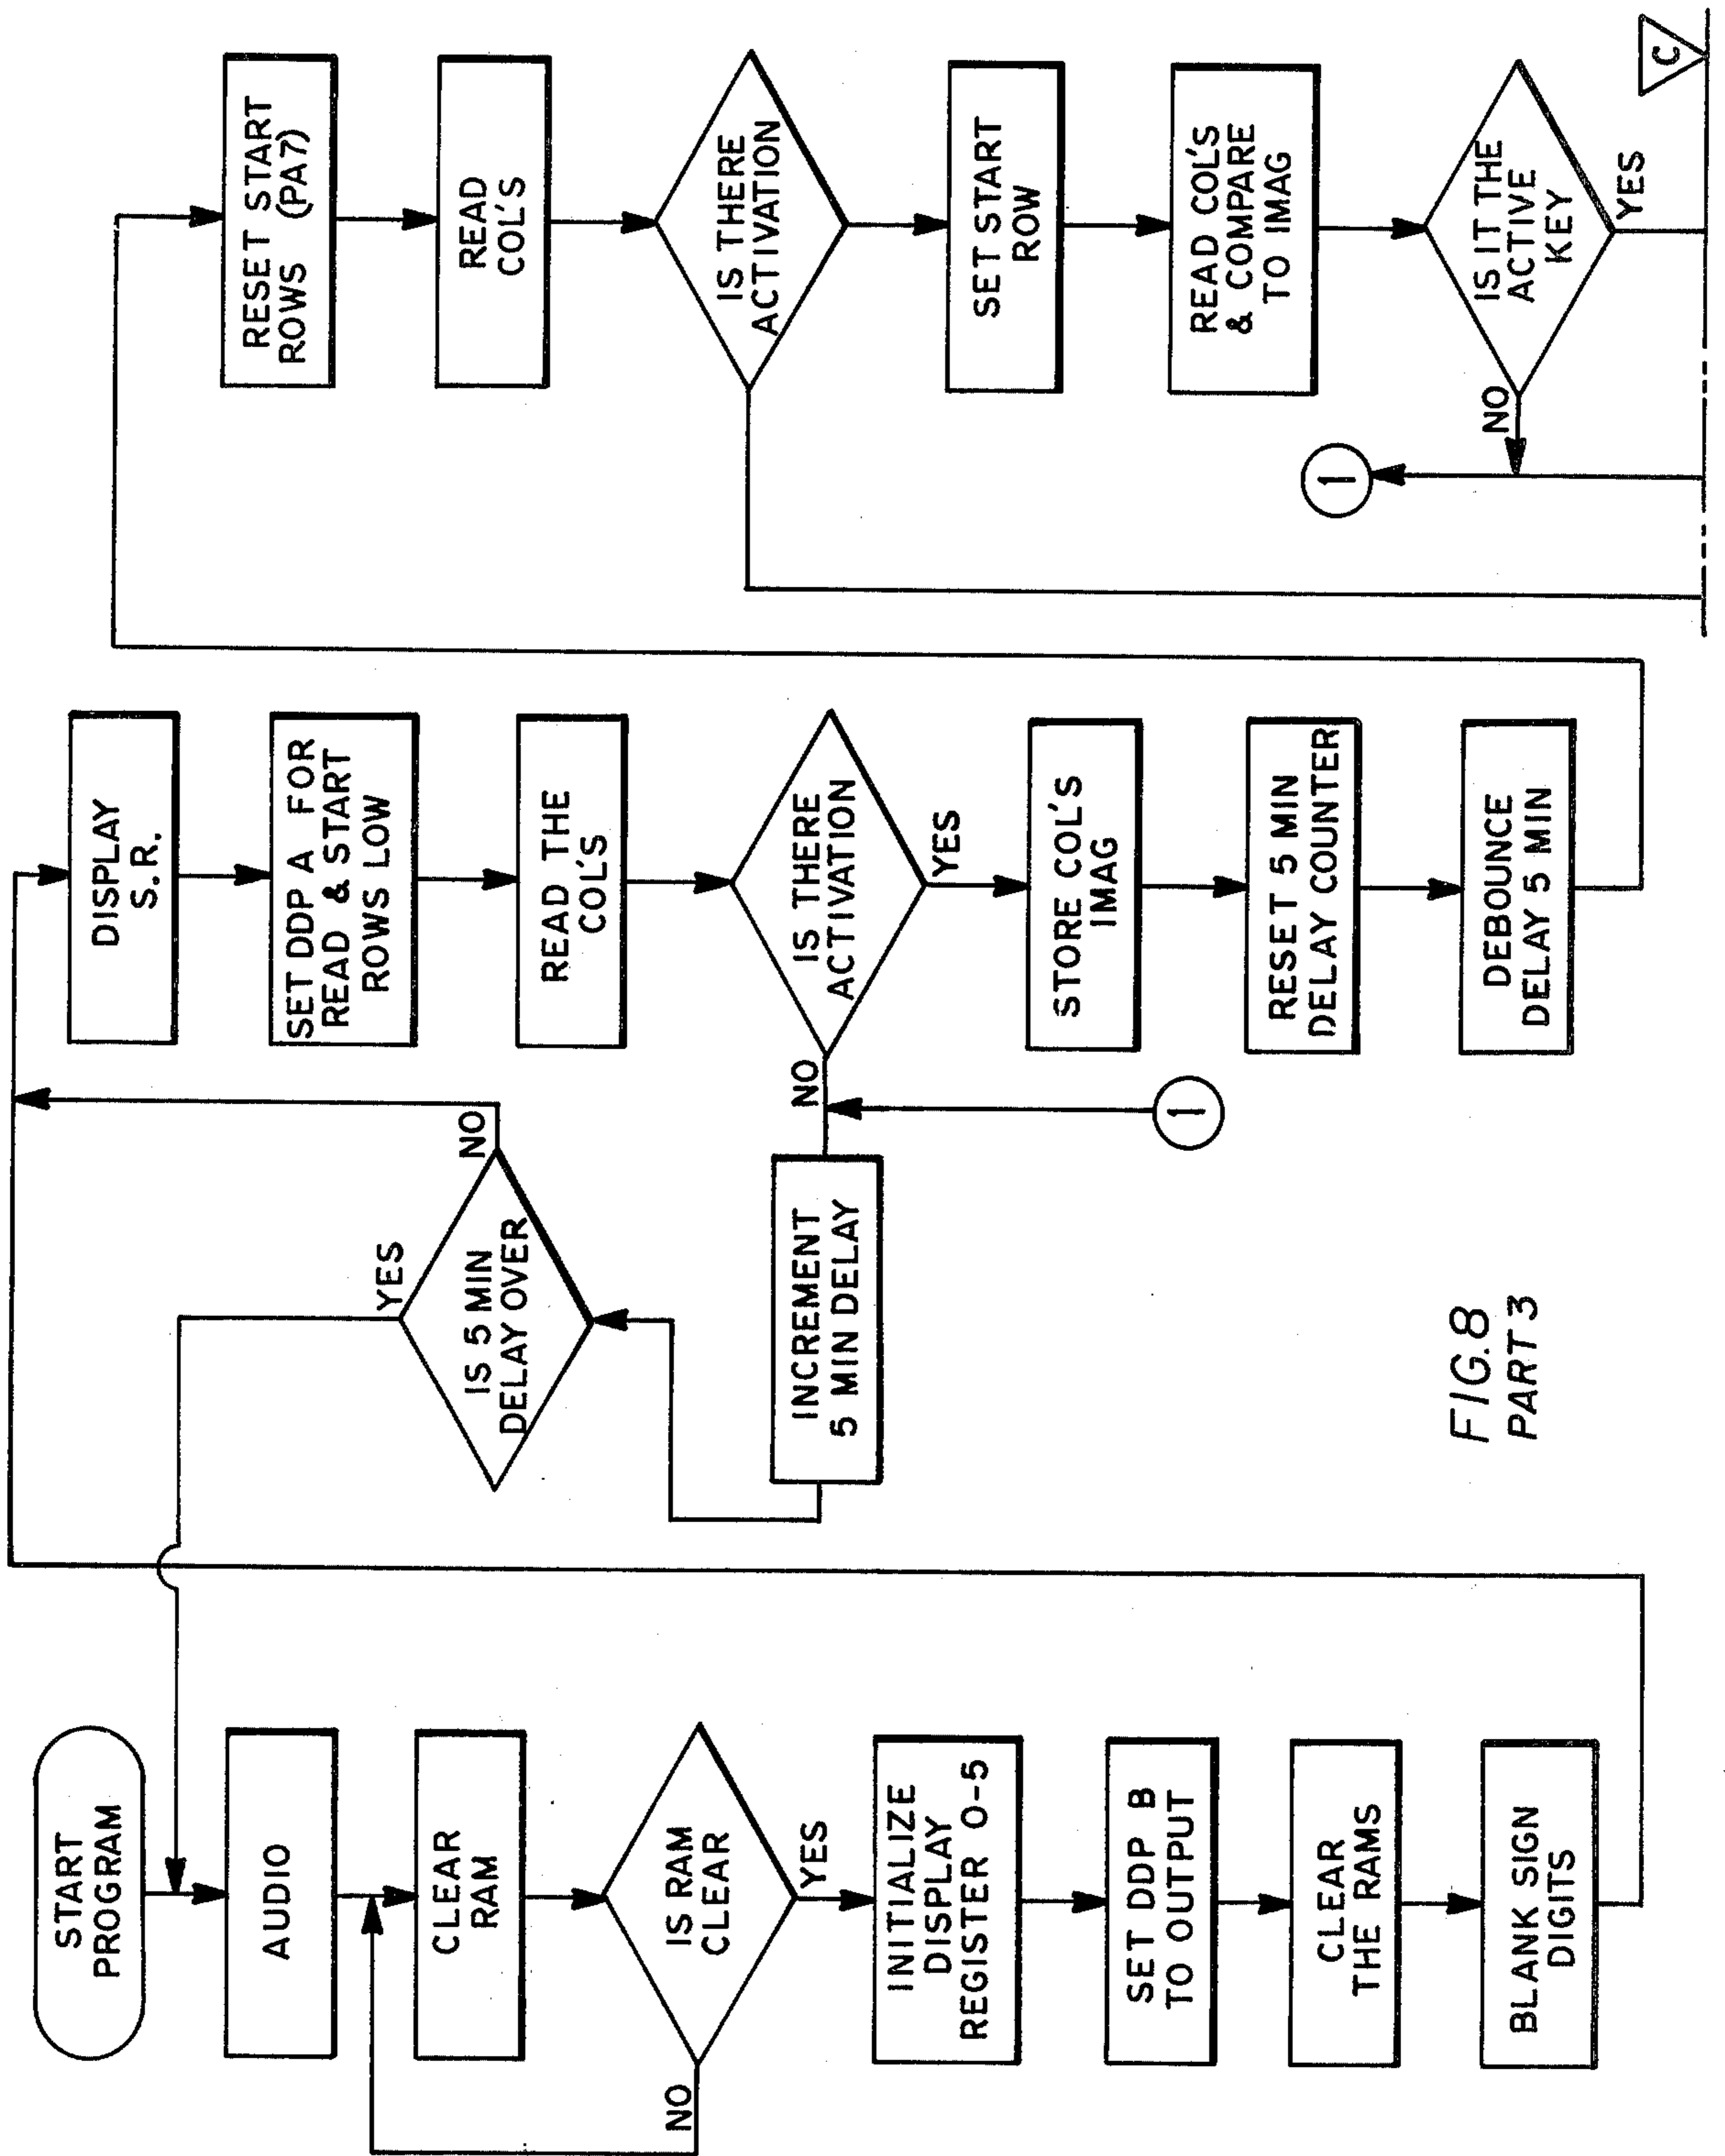 START
PROGRAM
AUDIO
CLEAR
RAM
IS RAM
CLEAR
NO
YES
INITIALIZE
DISPLAY
REGISTER 0-5
SET DDP B
TO OUTPUT
CLEAR
THE RAMS
BLANK SIGN
DIGITS
YES
IS 5 MIN
DELAY OVER
NO
INCREMENT
5 MIN DELAY
DISPLAY
S.R.
SET DDP A FOR
READ & START
ROWS LOW
READ THE
COL'S
IS THERE
ACTIVATION
NO
YES
1
STORE COL'S
IMAG
RESET 5 MIN
DELAY COUNTER
DEBOUNCE
DELAY 5 MIN
RESET START
ROWS (PA7)
READ
COL'S
IS THERE
ACTIVATION
SET START
ROW
READ COL'S
& COMPARE
TO IMAG
IS IT THE
ACTIVE
KEY
NO
YES
1
C
FIG.8
PART 3